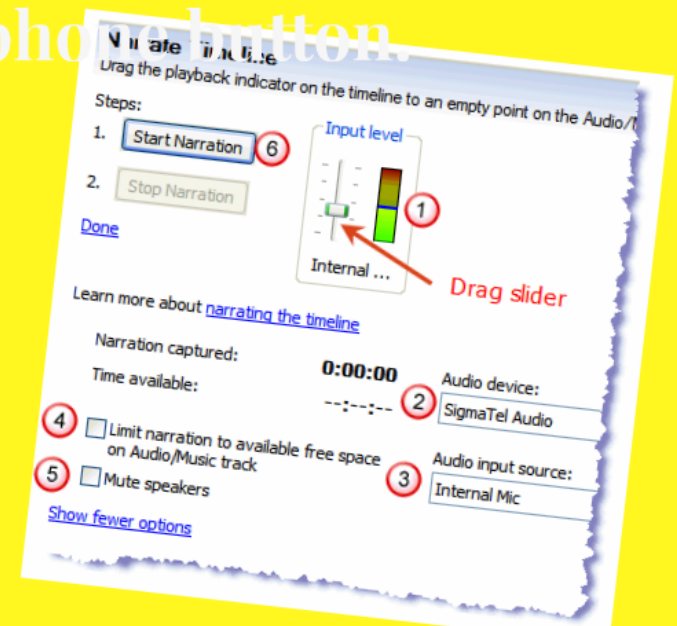 phone button.
Narrate Timeline
Drag the playback indicator on the timeline to an empty point on the Audio/
Steps:
1. Start Narration 6
Input level
2. Stop Narration
1
Done
Internal ...
Drag slider
Learn more about narrating the timeline
Narration captured: 0:00:00
Time available: --:--:--
Audio device:
2 SigmaTel Audio
4 Limit narration to available free space
on Audio/Music track
Audio input source:
3 Internal Mic
5 Mute speakers
Show fewer options